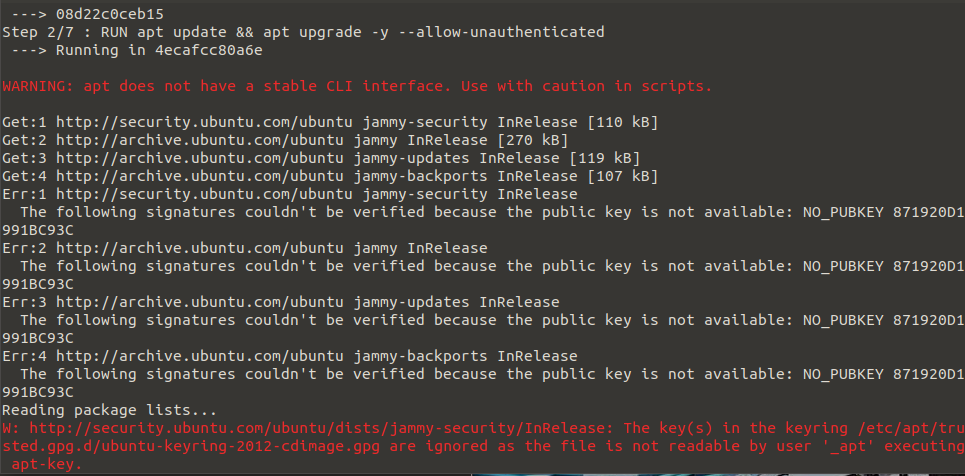 ---> 08d22c0ceb15
Step 2/7 : RUN apt update && apt upgrade -y --allow-unauthenticated
 ---> Running in 4ecafcc80a6e
WARNING: apt does not have a stable CLI interface. Use with caution in scripts.
Get:1 http://security.ubuntu.com/ubuntu jammy-security InRelease [110 kB]
Get:2 http://archive.ubuntu.com/ubuntu jammy InRelease [270 kB]
Get:3 http://archive.ubuntu.com/ubuntu jammy-updates InRelease [119 kB]
Get:4 http://archive.ubuntu.com/ubuntu jammy-backports InRelease [107 kB]
Err:1 http://security.ubuntu.com/ubuntu jammy-security InRelease
  The following signatures couldn't be verified because the public key is not available: NO_PUBKEY 871920D1
991BC93C
Err:2 http://archive.ubuntu.com/ubuntu jammy InRelease
  The following signatures couldn't be verified because the public key is not available: NO_PUBKEY 871920D1
991BC93C
Err:3 http://archive.ubuntu.com/ubuntu jammy-updates InRelease
  The following signatures couldn't be verified because the public key is not available: NO_PUBKEY 871920D1
991BC93C
Err:4 http://archive.ubuntu.com/ubuntu jammy-backports InRelease
  The following signatures couldn't be verified because the public key is not available: NO_PUBKEY 871920D1
991BC93C
Reading package lists...
W: http://security.ubuntu.com/ubuntu/dists/jammy-security/InRelease: The key(s) in the keyring /etc/apt/tru
sted.gpg.d/ubuntu-keyring-2012-cdimage.gpg are ignored as the file is not readable by user '_apt' executing
 apt-key.